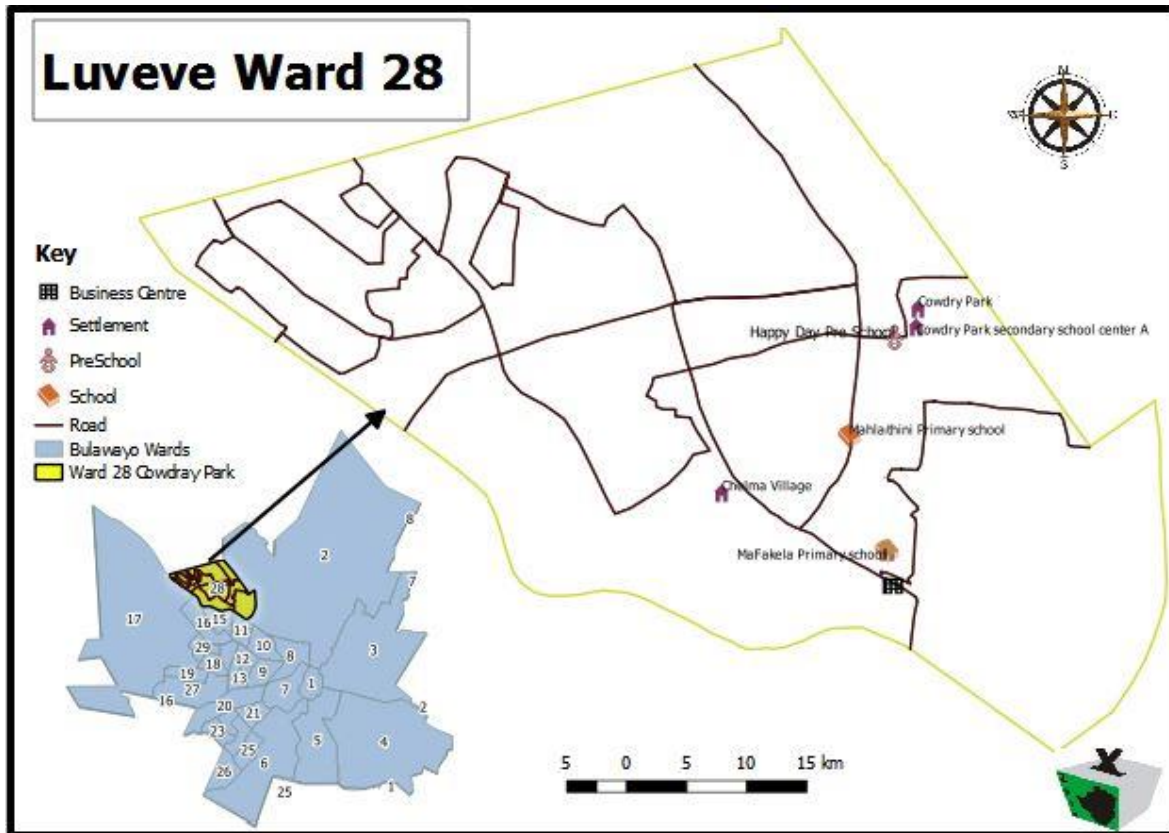 Luveve Ward 28
N
W
E
S
Key
Business Centre
Settlement
PreSchool
School
Road
Bulawayo Wards
Ward 28 Cowdray Park
Cowdry Park
Happy Day Pre School
Cowdry Park secondary school center A
Mahlathini Primary school
Chelma Village
MaFakela Primary school
8
2
7
28
17
16
15
11
10
8
3
29
12
18
9
19
13
7
1
27
16
20
21
2
23
5
4
25
6
26
25
1
5 0 5 10 15 km
X